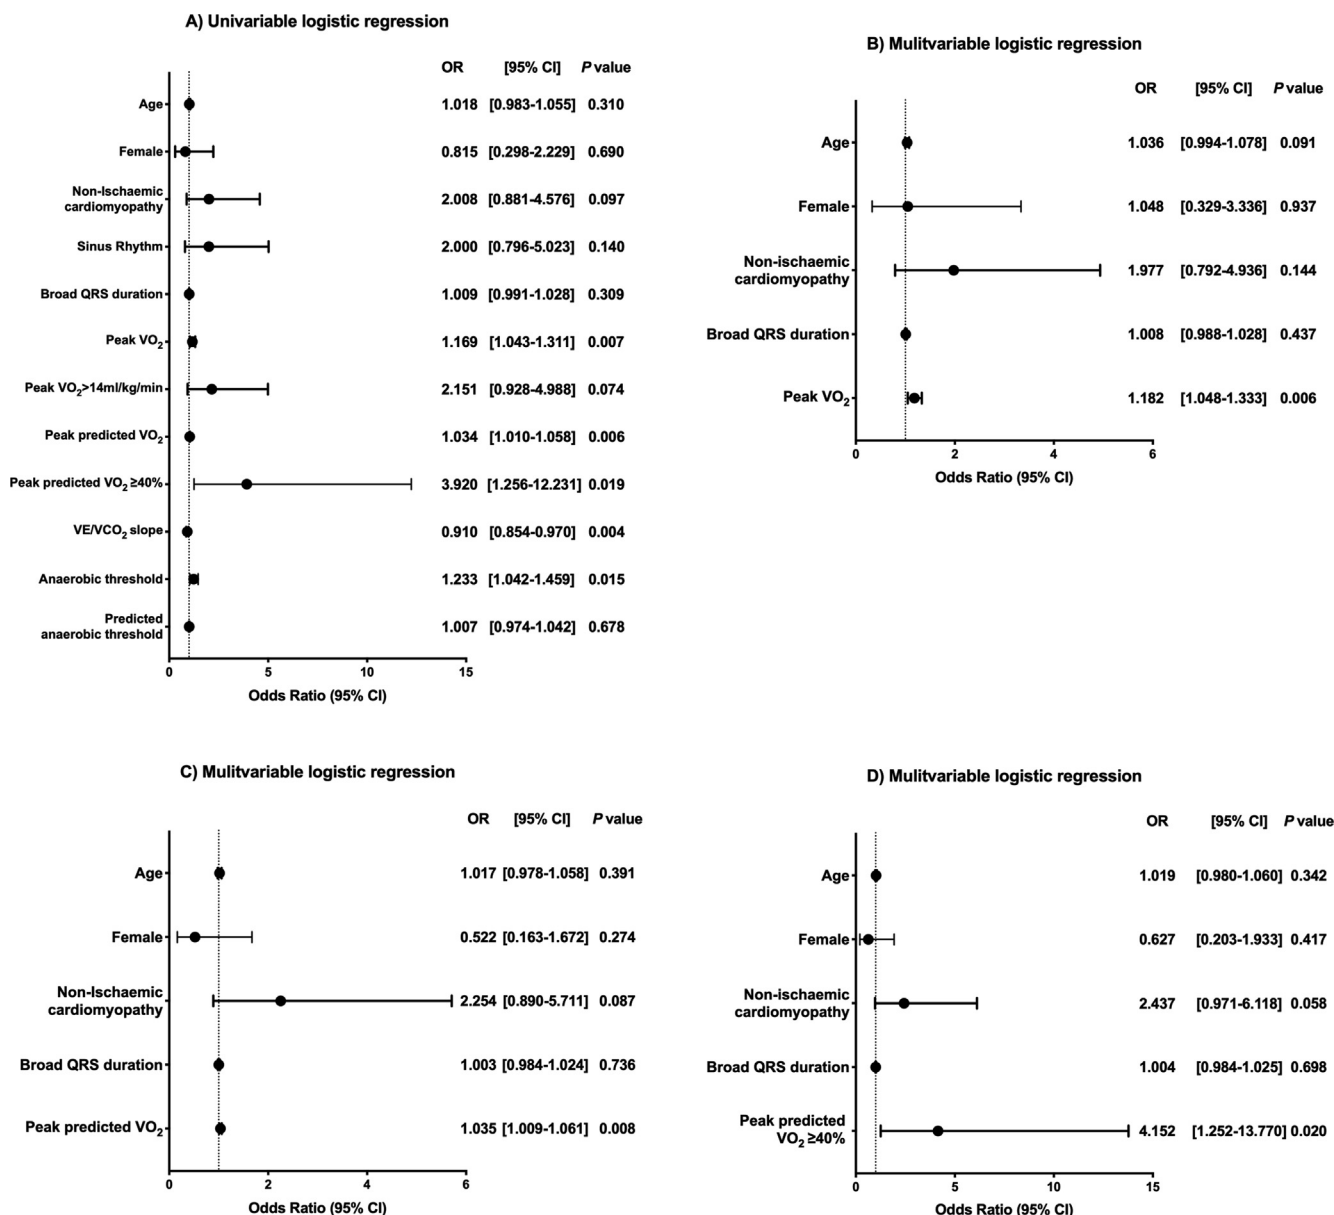 A) Univariable logistic regression
OR [95% CI] P value
Age 1.018 [0.983-1.055] 0.310
Female 0.815 [0.298-2.229] 0.690
Non-Ischaemic
cardiomyopathy 2.008 [0.881-4.576] 0.097
Sinus Rhythm 2.000 [0.796-5.023] 0.140
Broad QRS duration 1.009 [0.991-1.028] 0.309
Peak VO2 1.169 [1.043-1.311] 0.007
Peak VO2>14ml/kg/min 2.151 [0.928-4.988] 0.074
Peak predicted VO2 1.034 [1.010-1.058] 0.006
Peak predicted VO2 ≥40% 3.920 [1.256-12.231] 0.019
VE/VCO2 slope 0.910 [0.854-0.970] 0.004
Anaerobic threshold 1.233 [1.042-1.459] 0.015
Predicted
anaerobic threshold 1.007 [0.974-1.042] 0.678
0 5 10 15
Odds Ratio (95% CI)
B) Mulitvariable logistic regression
OR [95% CI] P value
Age 1.036 [0.994-1.078] 0.091
Female 1.048 [0.329-3.336] 0.937
Non-ischaemic
cardiomyopathy 1.977 [0.792-4.936] 0.144
Broad QRS duration 1.008 [0.988-1.028] 0.437
Peak VO2 1.182 [1.048-1.333] 0.006
0 2 4 6
Odds Ratio (95% CI)
C) Mulitvariable logistic regression
OR [95% CI] P value
Age 1.017 [0.978-1.058] 0.391
Female 0.522 [0.163-1.672] 0.274
Non-Ischaemic
cardiomyopathy 2.254 [0.890-5.711] 0.087
Broad QRS duration 1.003 [0.984-1.024] 0.736
Peak predicted VO2 1.035 [1.009-1.061] 0.008
0 2 4 6
Odds Ratio (95% CI)
D) Mulitvariable logistic regression
OR [95% CI] P value
Age 1.019 [0.980-1.060] 0.342
Female 0.627 [0.203-1.933] 0.417
Non-ischaemic
cardiomyopathy 2.437 [0.971-6.118] 0.058
Broad QRS duration 1.004 [0.984-1.025] 0.698
Peak predicted
VO2 ≥40% 4.152 [1.252-13.770] 0.020
0 5 10 15
Odds Ratio (95% CI)